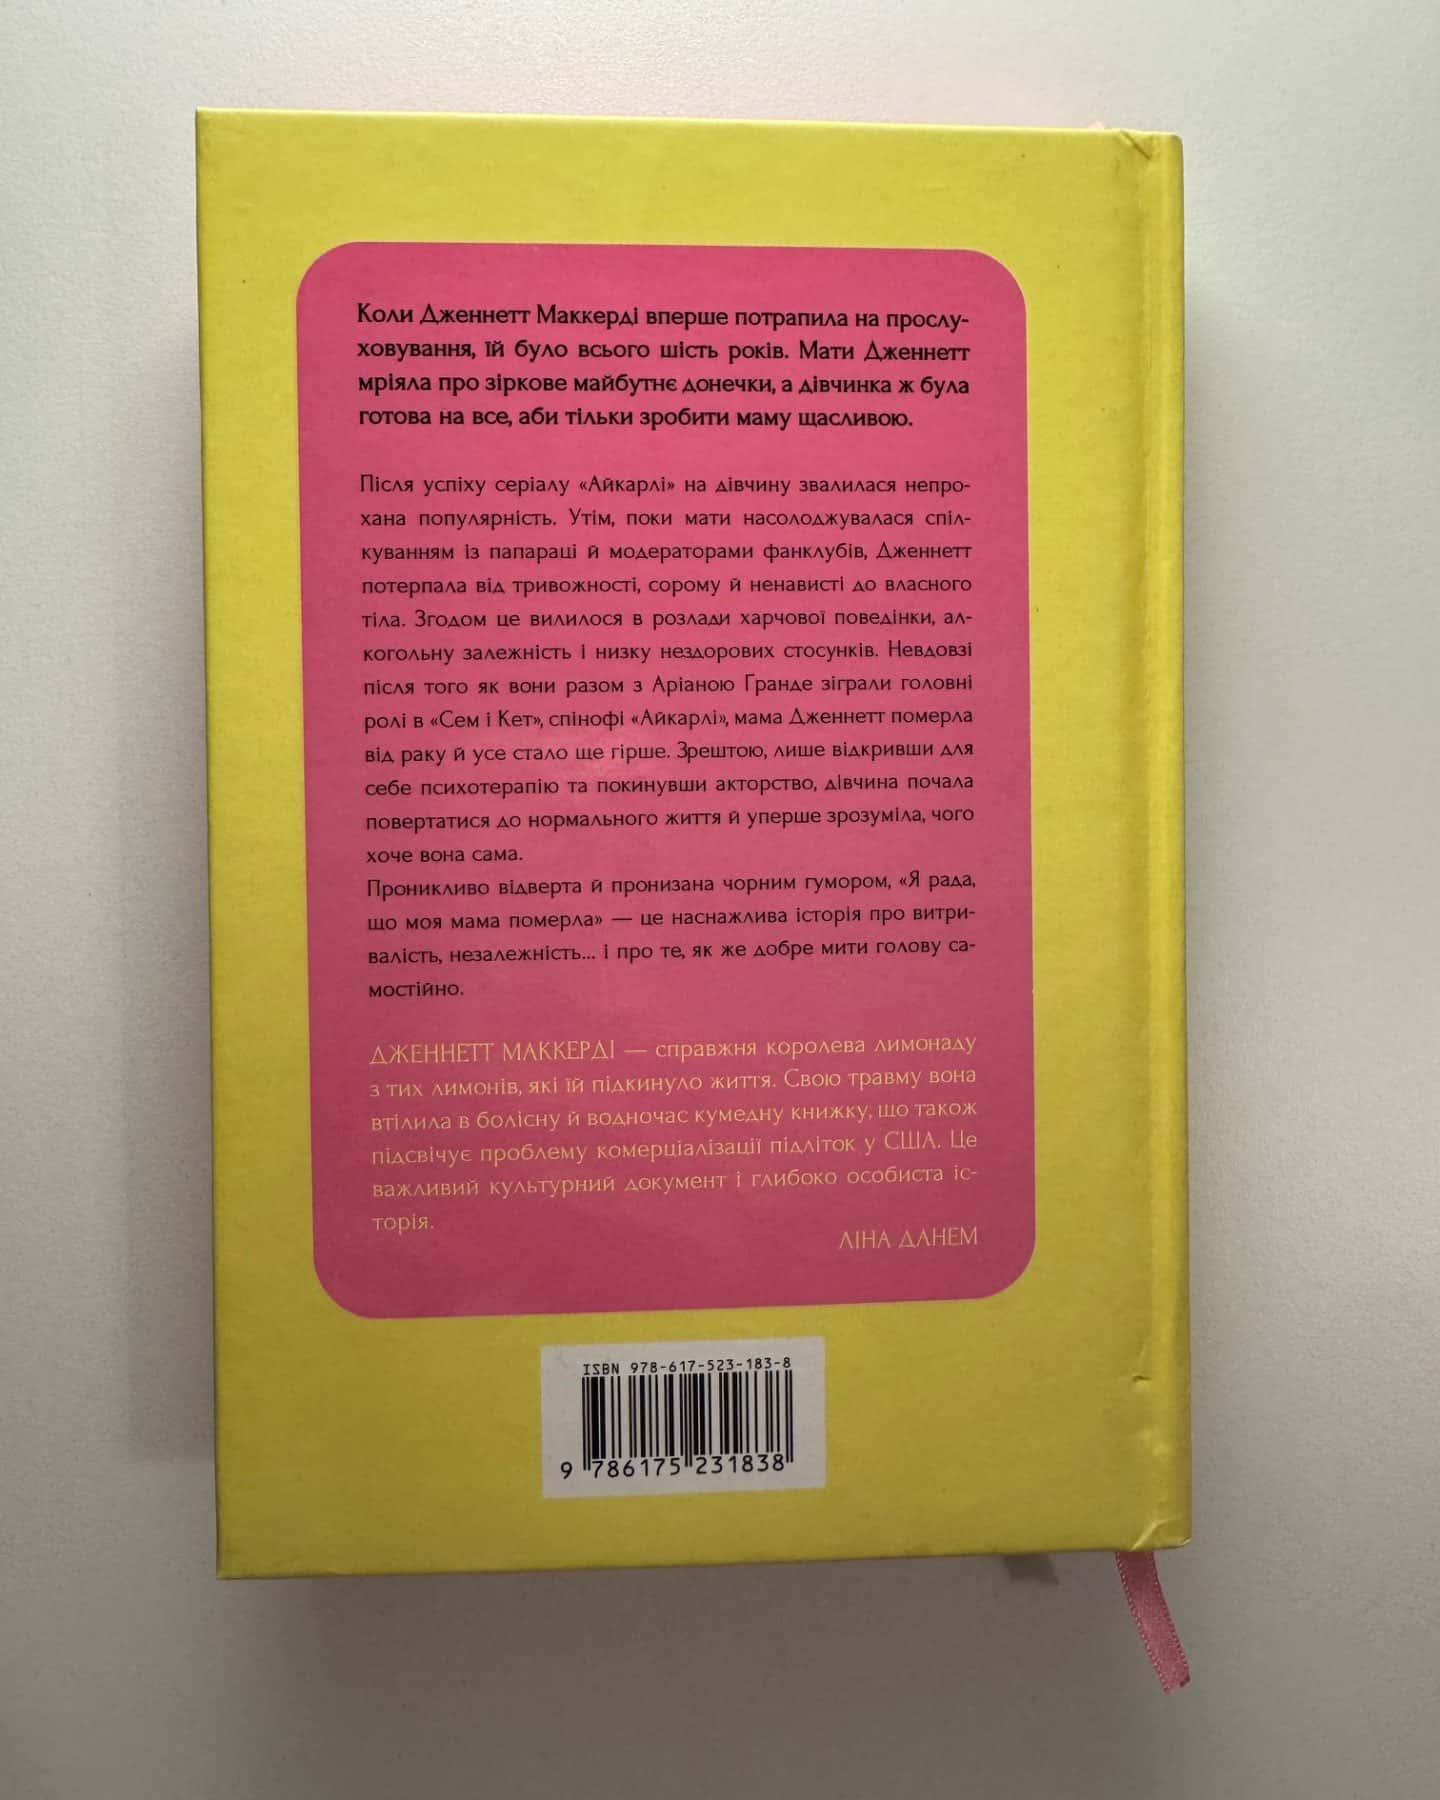 Коли Дженнетт Маккерді вперше потрапила на прослу-
ховування, їй було всього шість років. Мати Дженнетт
мріяла про зіркове майбутнє донечки, а дівчинка ж була
готова на все, аби тільки зробити маму щасливою.
Після успіху серіалу «Айкарлі» на дівчину звалилася непро-
хана популярність. Утім, поки мати насолоджувалася спіл-
куванням із папараці й модераторами фанклубів, Дженнетт
потерпала від тривожності, сорому й ненависті до власного
тіла. Згодом це вилилося в розлади харчової поведінки, ал-
когольну залежність і низку нездорових стосунків. Невдовзі
після того як вони разом з Аріаною Ґранде зіграли головні
ролі в «Сем і Кет», спінофі «Айкарлі», мама Дженнетт померла
від раку й усе стало ще гірше. Зрештою, лише відкривши для
себе психотерапію та покинувши акторство, дівчина почала
повертатися до нормального життя й уперше зрозуміла, чого
хоче вона сама.
Проникливо відверта й пронизана чорним гумором, «Я рада,
що моя мама померла» — це наснажлива історія про витри-
валість, незалежність... і про те, як же добре мити голову са-
мостійно.
ДЖЕННЕТТ МАККЕРДІ — справжня королева лимонаду
з тих лимонів, які їй підкинуло життя. Свою травму вона
втілила в болісну й водночас кумедну книжку, що також
підсвічує проблему комерціалізації підліток у США. Це
важливий культурний документ і глибоко особиста іс-
торія.
ЛІНА ДАНЕМ
ISBN 978-617-523-183-8
9 786175 231838